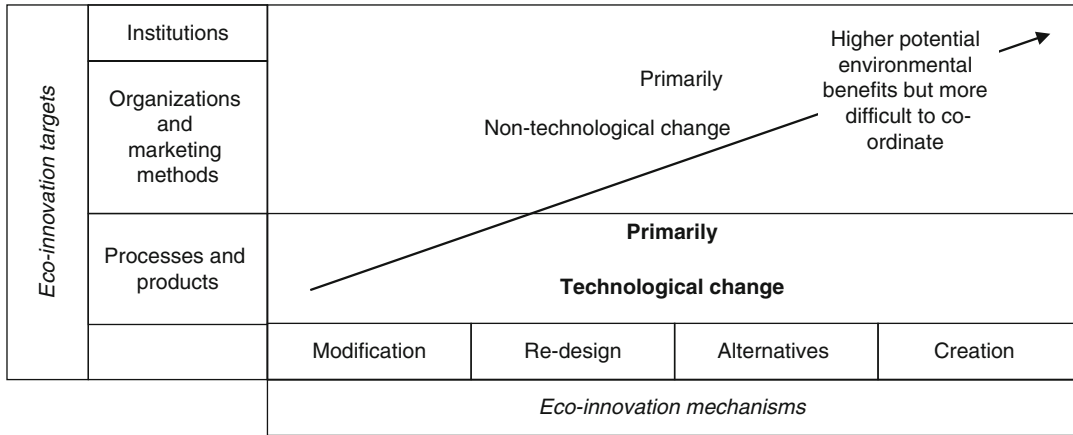 Eco-innovation targets
Institutions
Organizations
and
marketing
methods
Processes and
products
Higher potential
environmental
benefits but more
difficult to co-
ordinate
Primarily
Non-technological change
Primarily
Technological change
Modification
Re-design
Alternatives
Creation
Eco-innovation mechanisms